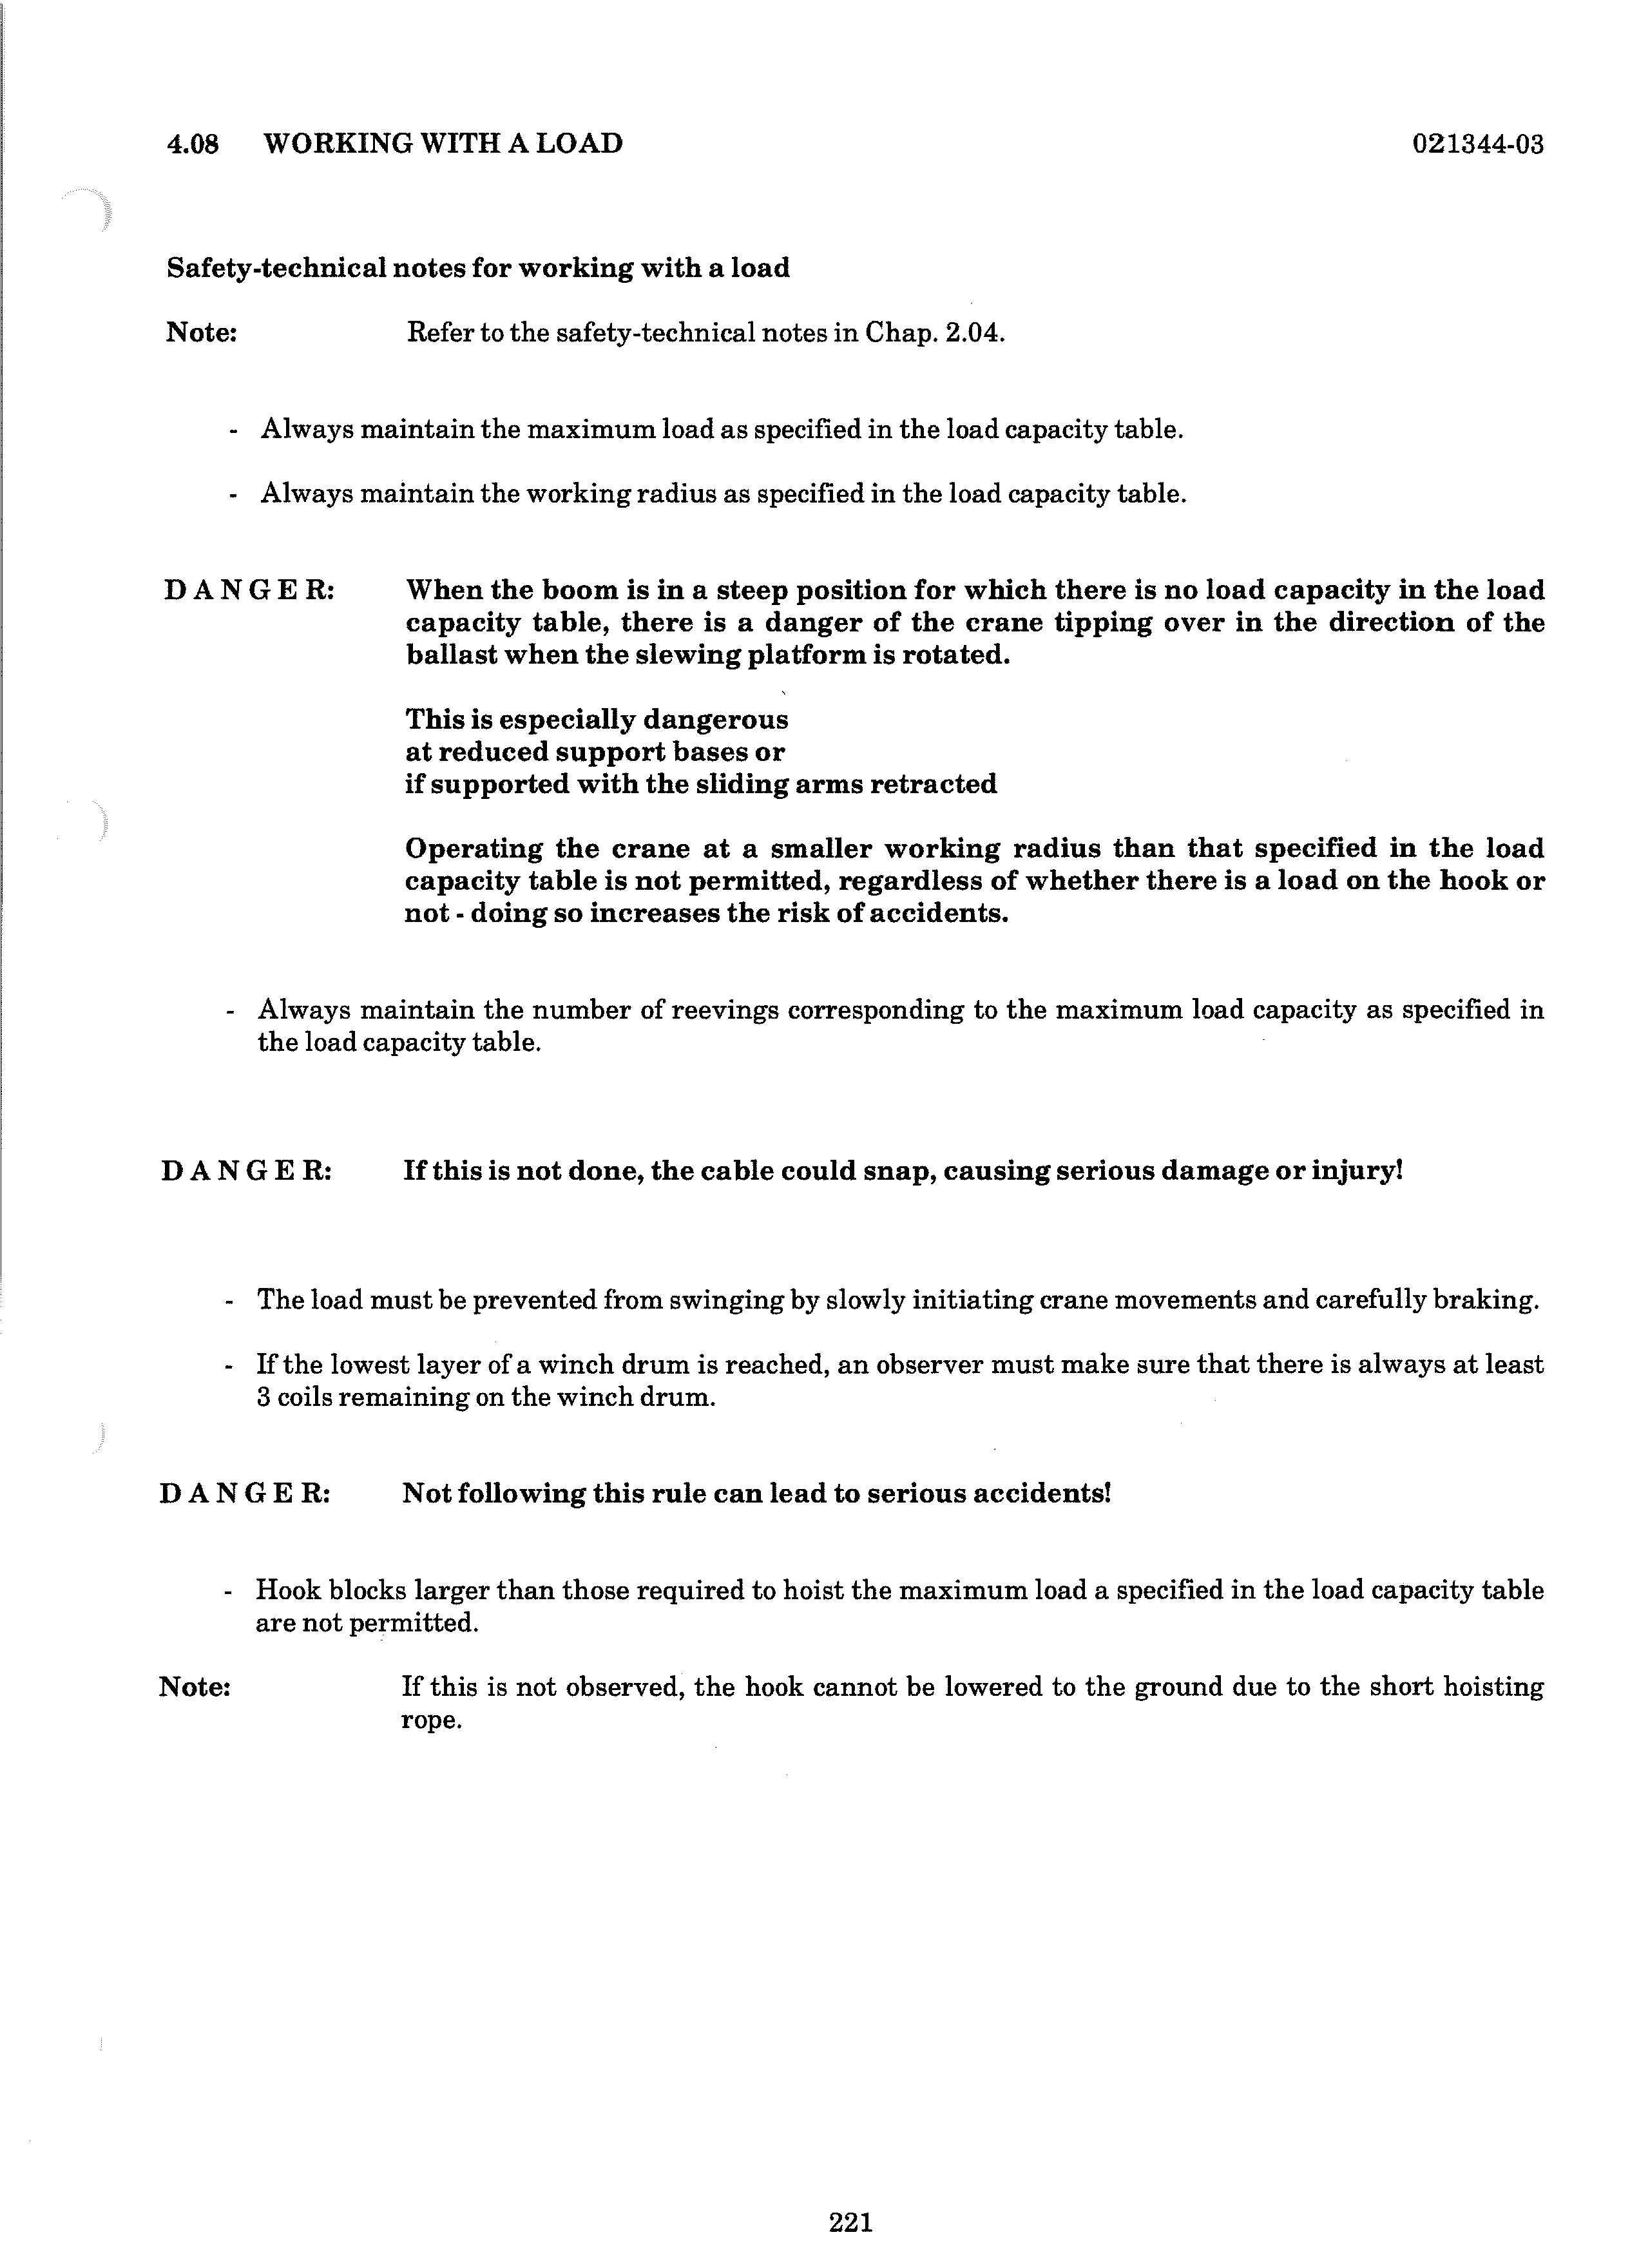 4.08 WORKING WITH A LOAD 021344-03
Safety-technical notes for working with a load
Note: Refer to the safety-technical notes in Chap. 2.04.
- Always maintain the maximum load as specified in the load capacity table.
- Always maintain the working radius as specified in the load capacity table.
D A N G E R: When the boom is in a steep position for which there is no load capacity in the load
capacity table, there is a danger of the crane tipping over in the direction of the
ballast when the slewing platform is rotated.
This is especially dangerous
at reduced support bases or
if supported with the sliding arms retracted
Operating the crane at a smaller working radius than that specified in the load
capacity table is not permitted, regardless of whether there is a load on the hook or
not - doing so increases the risk of accidents.
- Always maintain the number of reevings corresponding to the maximum load capacity as specified in
the load capacity table.
D A N G E R: If this is not done, the cable could snap, causing serious damage or injury!
- The load must be prevented from swinging by slowly initiating crane movements and carefully braking.
- If the lowest layer of a winch drum is reached, an observer must make sure that there is always at least
3 coils remaining on the winch drum.
D A N G E R: Not following this rule can lead to serious accidents!
- Hook blocks larger than those required to hoist the maximum load a specified in the load capacity table
are not permitted.
Note: If this is not observed, the hook cannot be lowered to the ground due to the short hoisting
rope.
221